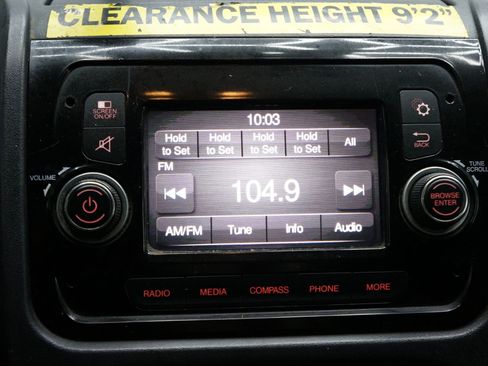 CLEARANCE HEIGHT 9'2"
10:03
SCREEN ON/OFF
Hold to Set
Hold to Set
Hold to Set
Hold to Set
All
BACK
FM
VOLUME
TUNE SCROLL
104.9
BROWSE ENTER
AM/FM
Tune
Info
Audio
RADIO
MEDIA
COMPASS
PHONE
MORE